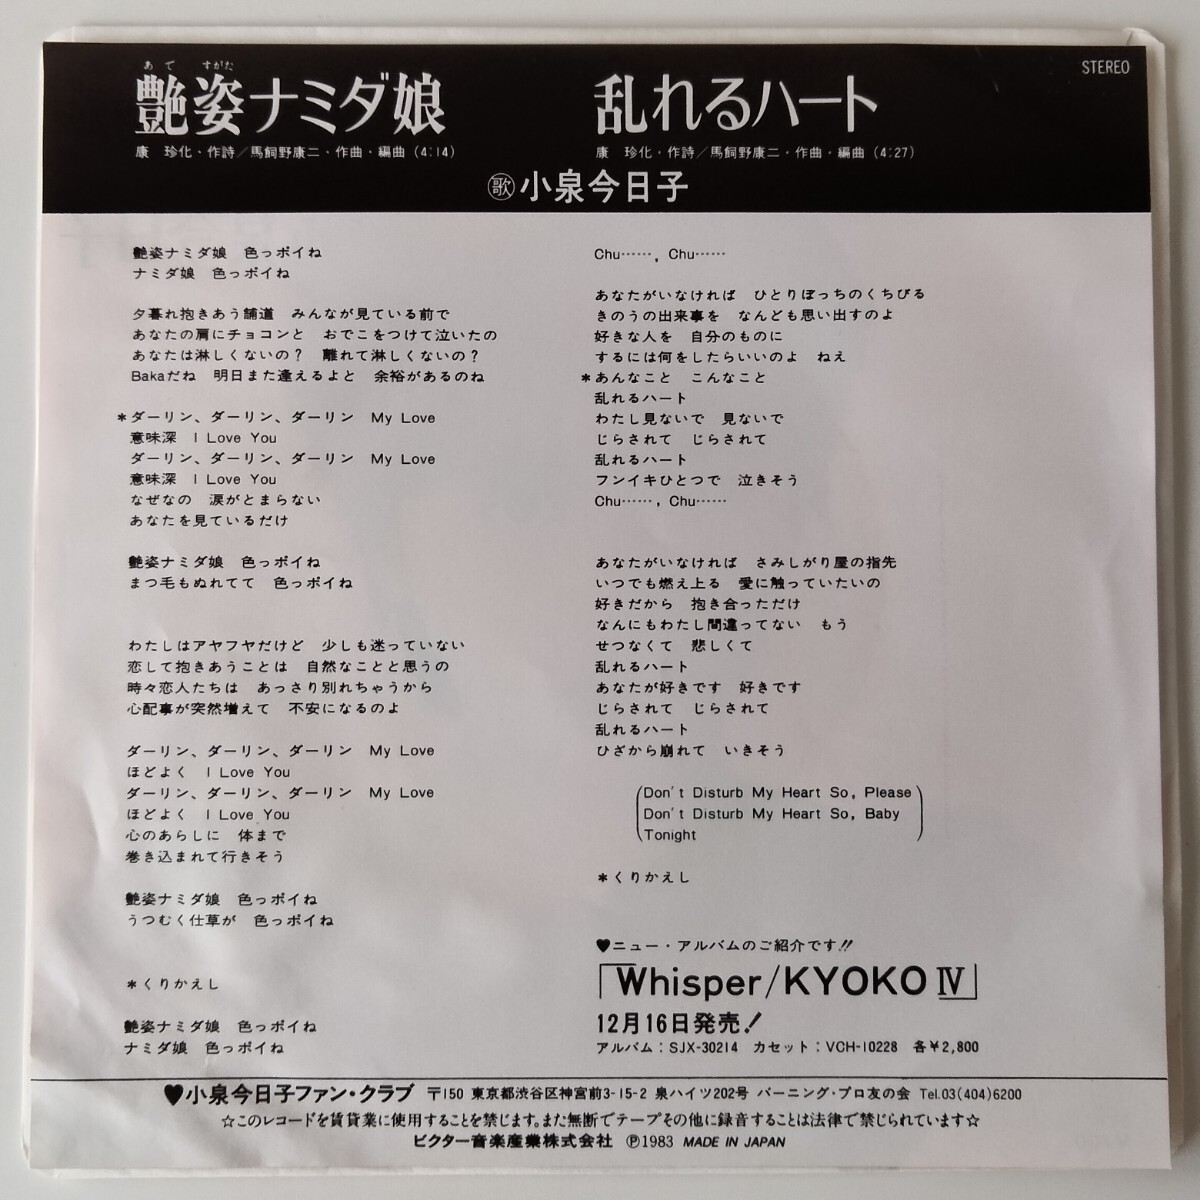 STEREO
あで すがた
艶姿ナミダ娘
康 珍化・作詩／馬飼野康二・作曲・編曲 (4:14)
乱れるハート
康 珍化・作詩／馬飼野康二・作曲・編曲 (4:27)
歌 小泉今日子
艶姿ナミダ娘 色っポイね
ナミダ娘 色っポイね
夕暮れ抱きあう舗道 みんなが見ている前で
あなたの肩にチョコンと おでこをつけて泣いたの
あなたは淋しくないの？ 離れて淋しくないの？
Bakaだね 明日また逢えるよと 余裕があるのね
＊ダーリン、ダーリン、ダーリン My Love
意味深 I Love You
ダーリン、ダーリン、ダーリン My Love
意味深 I Love You
なぜなの 涙がとまらない
あなたを見ているだけ
艶姿ナミダ娘 色っポイね
まつ毛もぬれてて 色っポイね
わたしはアヤフヤだけど 少しも迷っていない
恋して抱きあうことは 自然なことと思うの
時々恋人たちは あっさり別れちゃうから
心配事が突然増えて 不安になるのよ
ダーリン、ダーリン、ダーリン My Love
ほどよく I Love You
ダーリン、ダーリン、ダーリン My Love
ほどよく I Love You
心のあらしに 体まで
巻き込まれて行きそう
艶姿ナミダ娘 色っポイね
うつむく仕草が 色っポイね
＊くりかえし
艶姿ナミダ娘 色っポイね
ナミダ娘 色っポイね
Chu……, Chu……
あなたがいなければ ひとりぼっちのくちびる
きのうの出来事を なんども思い出すのよ
好きな人を 自分のものに
するには何をしたらいいのよ ねえ
＊あんなこと こんなこと
乱れるハート
わたし見ないで 見ないで
じらされて じらされて
乱れるハート
フンイキひとつで 泣きそう
Chu……, Chu……
あなたがいなければ さみしがり屋の指先
いつでも燃え上る 愛に触っていたいの
好きだから 抱き合っただけ
なんにもわたし間違ってない もう
せつなくて 悲しくて
乱れるハート
あなたが好きです 好きです
じらされて じらされて
乱れるハート
ひざから崩れて いきそう
(Don't Disturb My Heart So, Please
Don't Disturb My Heart So, Baby
Tonight)
＊くりかえし
♥ニュー・アルバムのご紹介です!!
「Whisper/KYOKO Ⅳ」
12月16日発売!
アルバム：SJX-30214 カセット：VCH-10228 各￥2,800
♥小泉今日子ファン・クラブ 〒150 東京都渋谷区神宮前3-15-2 泉ハイツ202号 バーニング・プロ友の会 Tel.03(404)6200
☆このレコードを賃貸業に使用することを禁じます。また無断でテープその他に録音することは法律で禁じられています☆
ビクター音楽産業株式会社 Ⓟ1983 MADE IN JAPAN